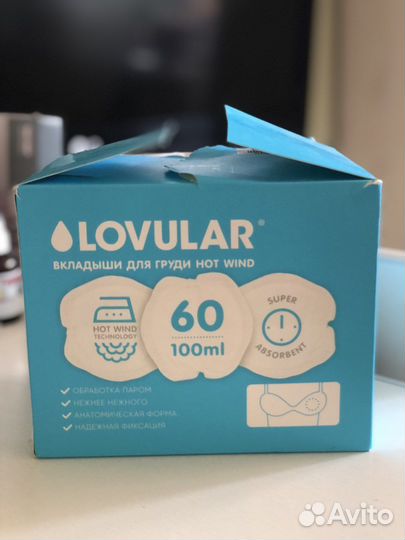 LOVULAR®
ВКЛАДЫШИ ДЛЯ ГРУДИ HOT WIND
HOT WIND
TECHNOLOGY
60
100ml
SUPER
ABSORBENT
ОБРАБОТКА ПАРОМ
НЕЖНЕЕ НЕЖНОГО
АНАТОМИЧЕСКАЯ ФОРМА
НАДЕЖНАЯ ФИКСАЦИЯ
Avito